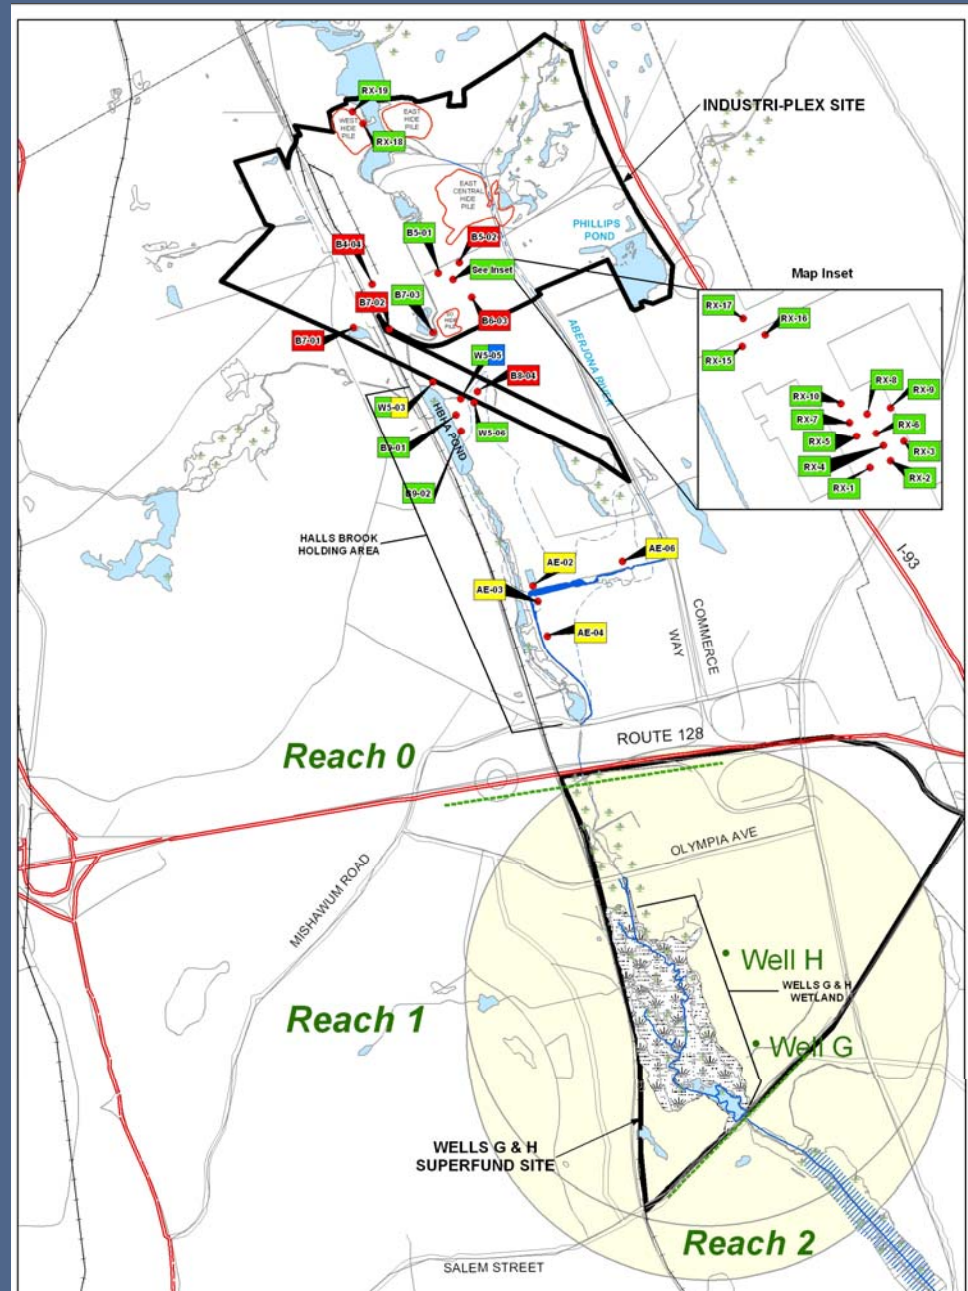 RX-19
WEST
HIDE
PILE
EAST
HIDE
PILE
RX-18
INDUSTRI-PLEX SITE
EAST
CENTRAL
HIDE
PILE
PHILLIPS
POND
B5-01
B5-02
B4-04
See Inset
Map Inset
B7-03
B7-02
HIDE
PILE
B6-03
B7-01
RX-17
RX-16
RX-15
W5-05
B8-04
ABERJONA RIVER
RX-8
RX-9
RX-10
RX-7
RX-6
RX-5
RX-3
RX-4
RX-2
RX-1
W5-03
HBHA POND
W5-06
B9-01
B9-02
HALLS BROOK
HOLDING AREA
I-93
AE-06
AE-02
AE-03
AE-04
COMMERCE
WAY
ROUTE 128
Reach 0
OLYMPIA AVE
MISHAWUM ROAD
Well H
WELLS G & H
WETLAND
Reach 1
Well G
WELLS G & H
SUPERFUND SITE
Reach 2
SALEM STREET